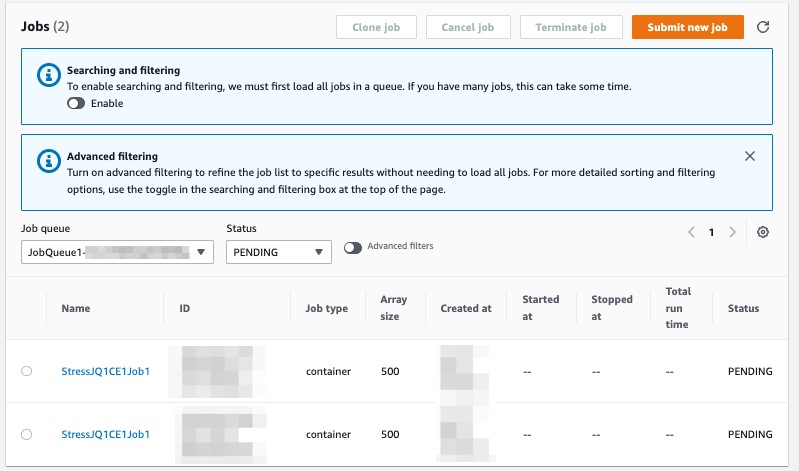 Jobs (2)
Clone job
Cancel job
Terminate job
Submit new job
Searching and filtering
To enable searching and filtering, we must first load all jobs in a queue. If you have many jobs, this can take some time.
Enable
Advanced filtering
Turn on advanced filtering to refine the job list to specific results without needing to load all jobs. For more detailed sorting and filtering
options, use the toggle in the searching and filtering box at the top of the page.
Job queue
Status
JobQueue1-
PENDING
Advanced filters
1
Name
ID
Job type
Array
size
Created at
Started
at
Stopped
at
Total
run
time
Status
StressJQ1CE1Job1
container
500
--
--
--
PENDING
StressJQ1CE1Job1
container
500
--
--
--
PENDING